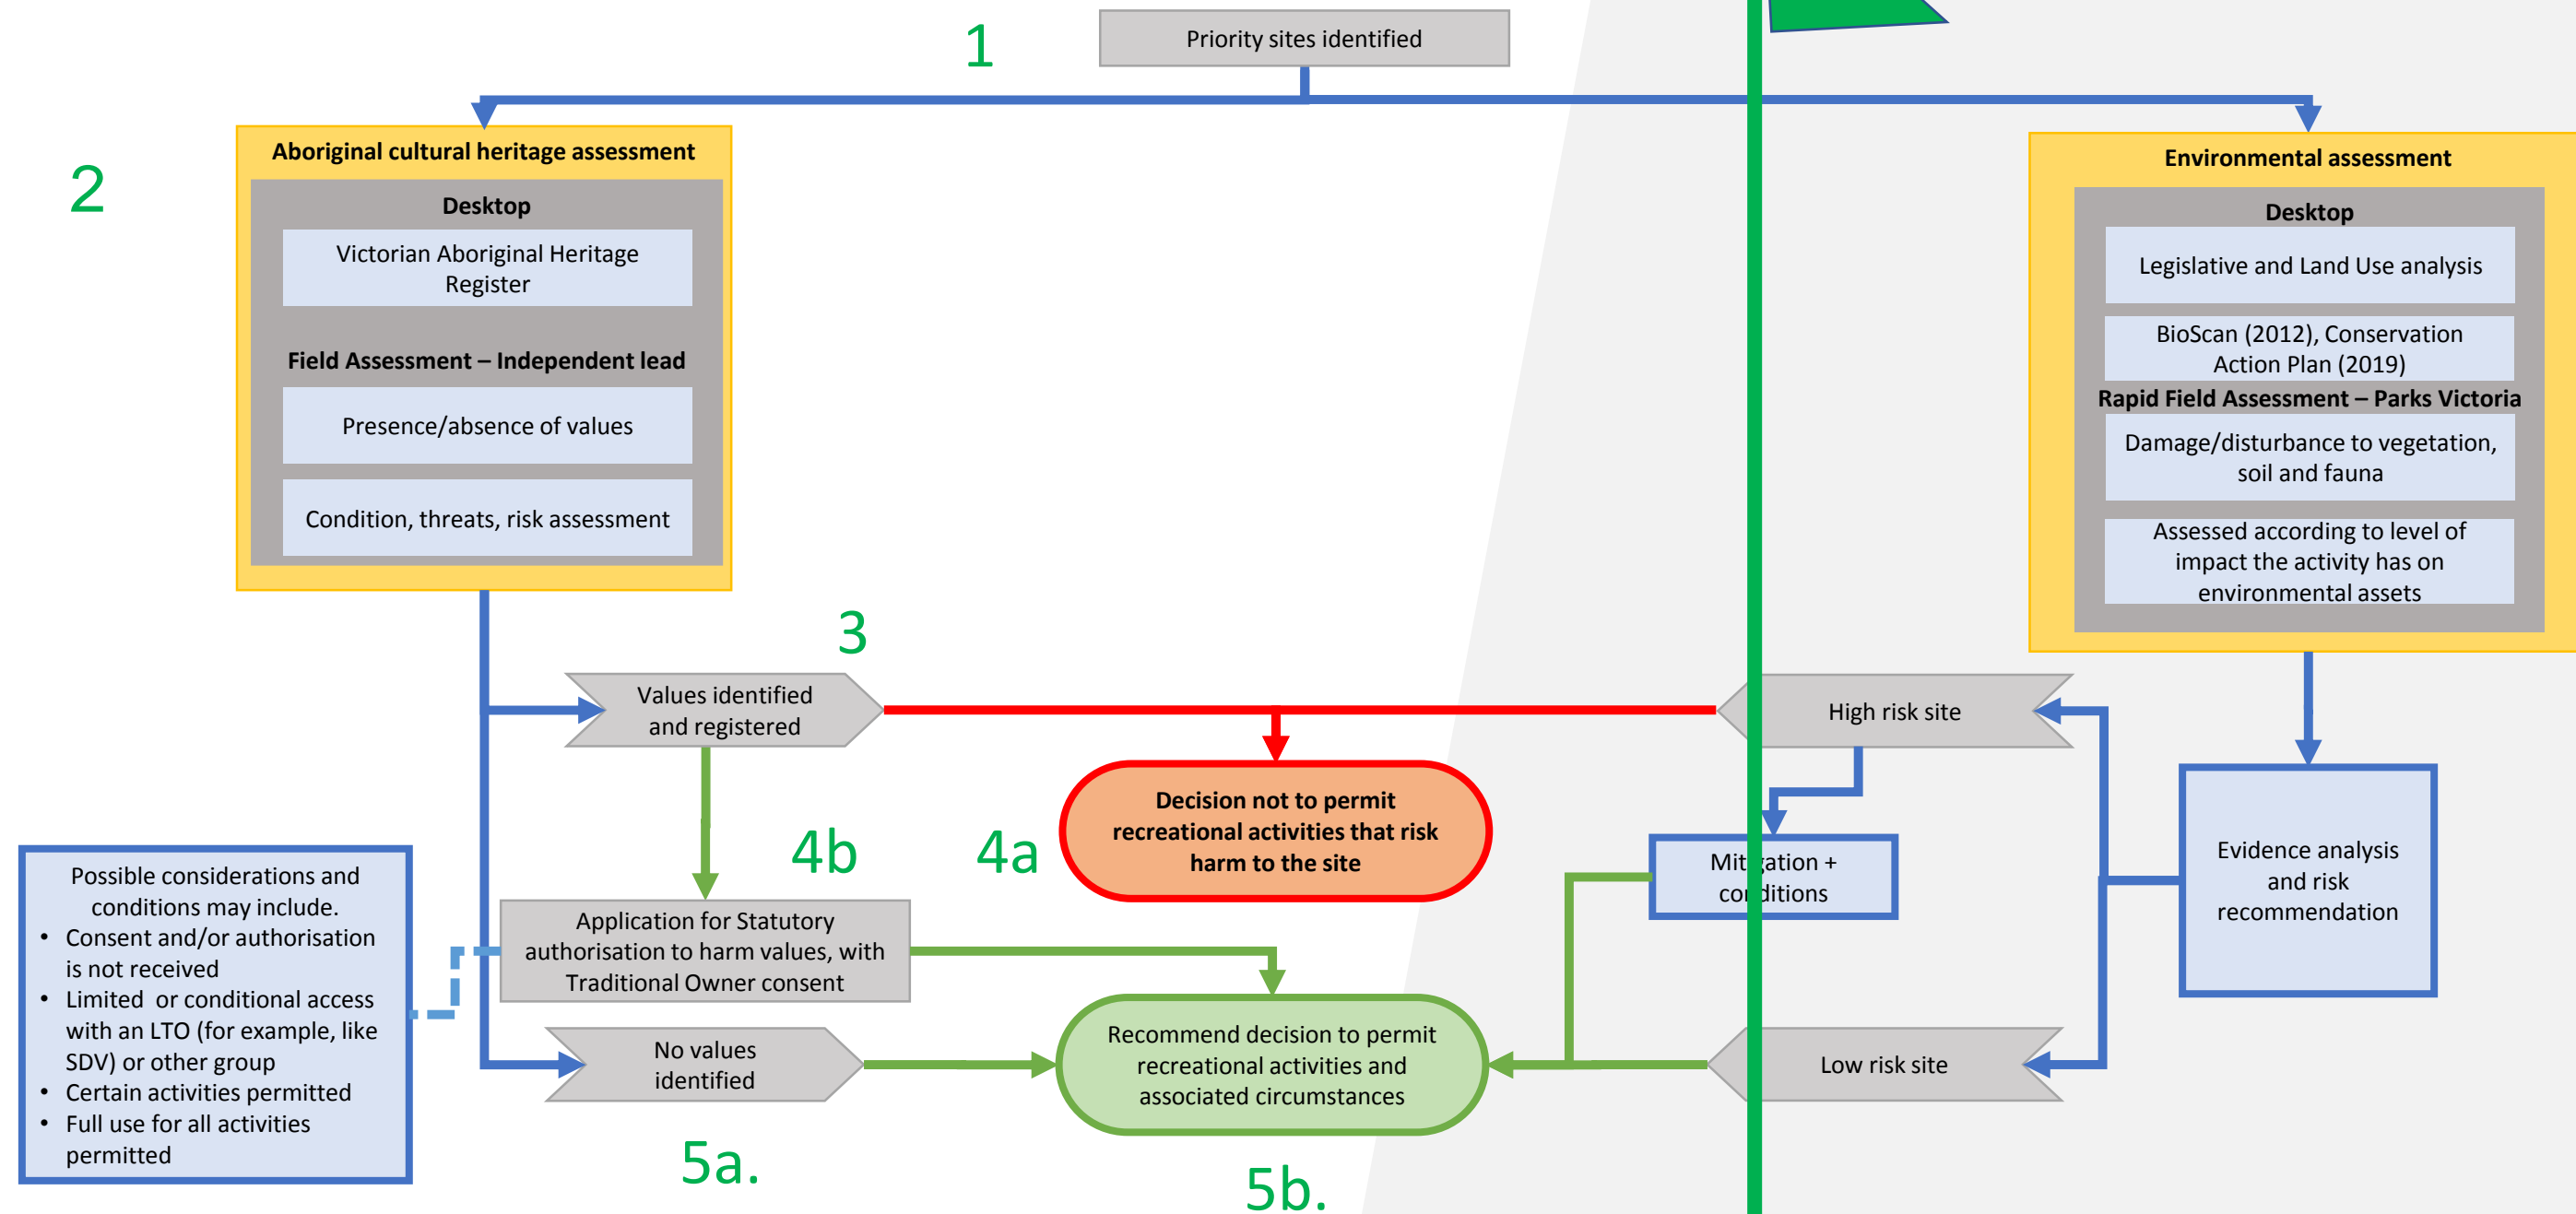 1
Priority sites identified
2
Aboriginal cultural heritage assessment
Desktop
Victorian Aboriginal Heritage
Register
Field Assessment – Independent lead
Presence/absence of values
Condition, threats, risk assessment
Environmental assessment
Desktop
Legislative and Land Use analysis
BioScan (2012), Conservation
Action Plan (2019)
Rapid Field Assessment – Parks Victoria
Damage/disturbance to vegetation,
soil and fauna
Assessed according to level of
impact the activity has on
environmental assets
3
Values identified
and registered
High risk site
4b
4a
Decision not to permit
recreational activities that risk
harm to the site
Mitigation +
conditions
Evidence analysis
and risk
recommendation
Possible considerations and
conditions may include.
• Consent and/or authorisation
is not received
• Limited or conditional access
with an LTO (for example, like
SDV) or other group
• Certain activities permitted
• Full use for all activities
permitted
Application for Statutory
authorisation to harm values, with
Traditional Owner consent
No values
identified
Recommend decision to permit
recreational activities and
associated circumstances
Low risk site
5a.
5b.